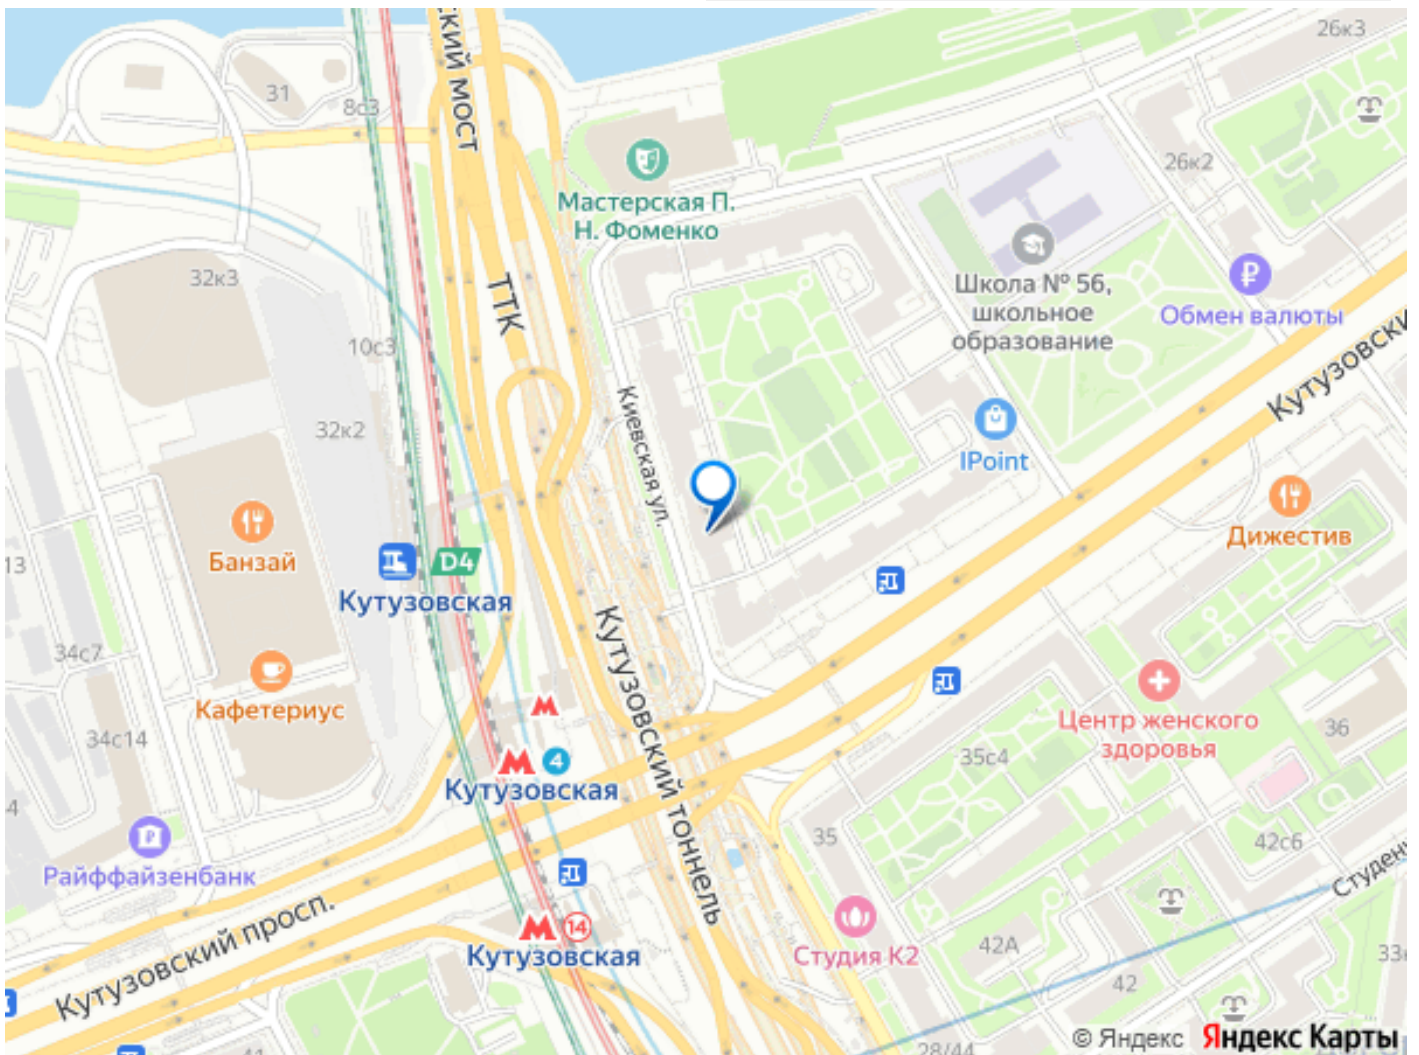 ский мост
26к3
31
8с3
26к2
Мастерская П.
Н. Фоменко
32к3
ТТК
Школа № 56,
школьное
образование
Обмен валюты
10с3
Кутузовски
Киевская ул.
32к2
IPoint
Дижестив
Банзай
D4
13
Кутузовская
34с7
Кафетериус
Кутузовский тоннель
Центр женского
здоровья
36
34с14
35с4
4
Кутузовская
4
35
42с6
Райффайзенбанк
Студен
14
Кутузовская
Кутузовский просп.
Студия К2
42А
33
42
41
28/44
© Яндекс Яндекс Карты